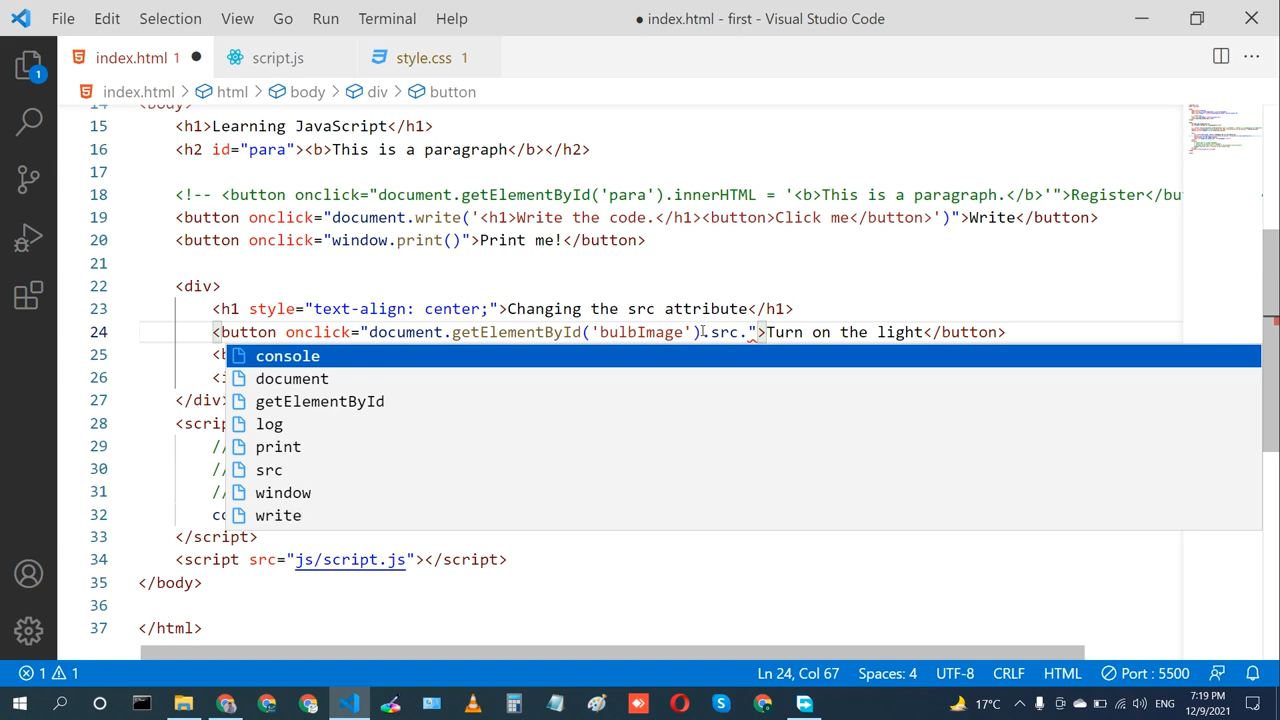 File Edit Selection View Go Run Terminal Help ● index.html - first - Visual Studio Code
index.html 1 ● script.js style.css 1 ···
index.html > html > body > div > button
14 <body>
15 <h1>Learning JavaScript</h1>
16 <h2 id="para"><b>This is a paragraph</b></h2>
17
18 <!-- <button onclick="document.getElementById('para').innerHTML = '<b>This is a paragraph.</b>'">Register</but
19 <button onclick="document.write('<h1>Write the code.</h1><button>Click me</button>')">Write</button>
20 <button onclick="window.print()">Print me!</button>
21
22 <div>
23 <h1 style="text-align: center;">Changing the src attribute</h1>
24 <button onclick="document.getElementById('bulbImage').src.">Turn on the light</button>
25 <b
console
26 <i
document
27 </div>
getElementById
28 <scrip
log
29 //
print
30 //
src
31 //
window
32 co
write
33 </script>
34 <script src="js/script.js"></script>
35 </body>
36
37 </html>
1 1 1 Ln 24, Col 67 Spaces: 4 UTF-8 CRLF HTML Port : 5500
17°C ENG 7:19 PM 12/9/2021